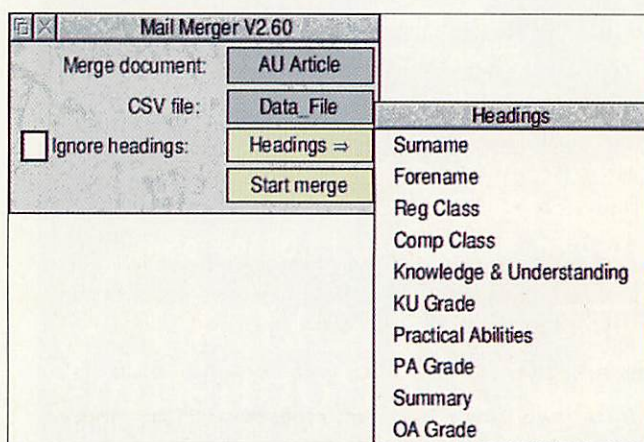 Mail Merger V2.60
Merge document: AU Article
CSV file: Data_File
Ignore headings: Headings ⇒
Start merge
Headings
Surname
Forename
Reg Class
Comp Class
Knowledge & Understanding
KU Grade
Practical Abilities
PA Grade
Summary
OA Grade